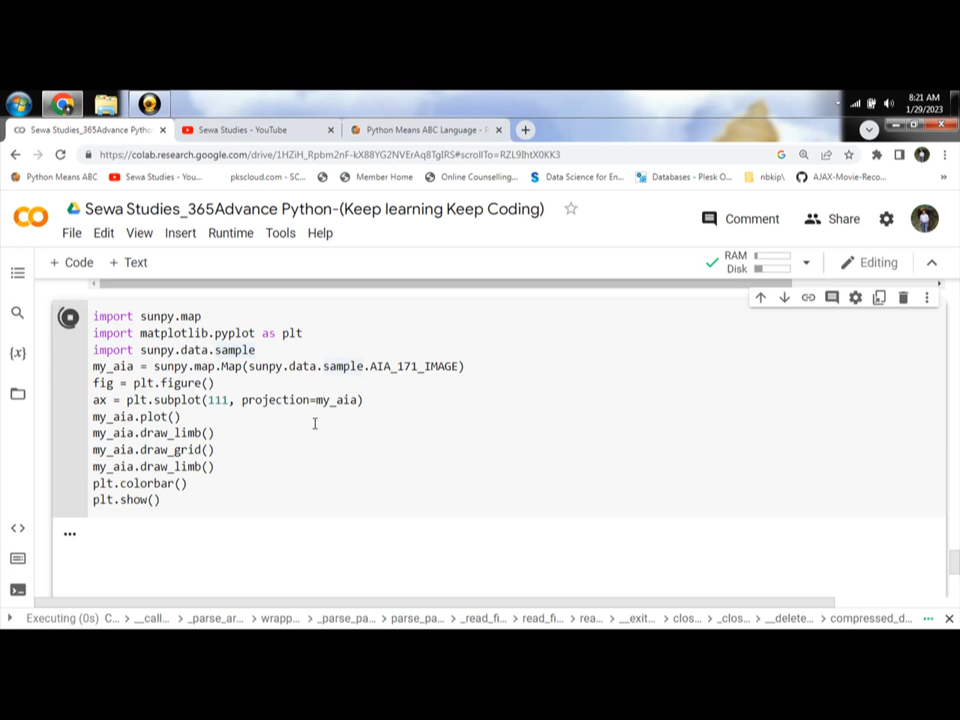 8:21 AM
1/29/2023
Sewa Studies_365Advance Pytho
Sewa Studies - YouTube
Python Means ABC Language - F
https://colab.research.google.com/drive/1HZiH_Rpbm2nF-kX88YG2NVErAq8TgIRS#scrollTo=RZL9IhtX0KK3
Python Means ABC
Sewa Studies - You...
pkscloud.com - SC...
Member Home
Online Counselling...
Data Science for En...
Databases - Plesk O...
nbkip\
AJAX-Movie-Reco...
Sewa Studies_365Advance Python-(Keep learning Keep Coding)
Comment
Share
File Edit View Insert Runtime Tools Help
+ Code + Text
RAM
Disk
Editing
import sunpy.map
import matplotlib.pyplot as plt
import sunpy.data.sample
my_aia = sunpy.map.Map(sunpy.data.sample.AIA_171_IMAGE)
fig = plt.figure()
ax = plt.subplot(111, projection=my_aia)
my_aia.plot()
my_aia.draw_limb()
my_aia.draw_grid()
my_aia.draw_limb()
plt.colorbar()
plt.show()
Executing (0s) C... > __call... > _parse_ar... > wrapp... > _parse_pa... > parse_pa... > _read_fi... > read_fi... > rea... > __exit... > clos... > _clos... > __delete... > compressed_d...